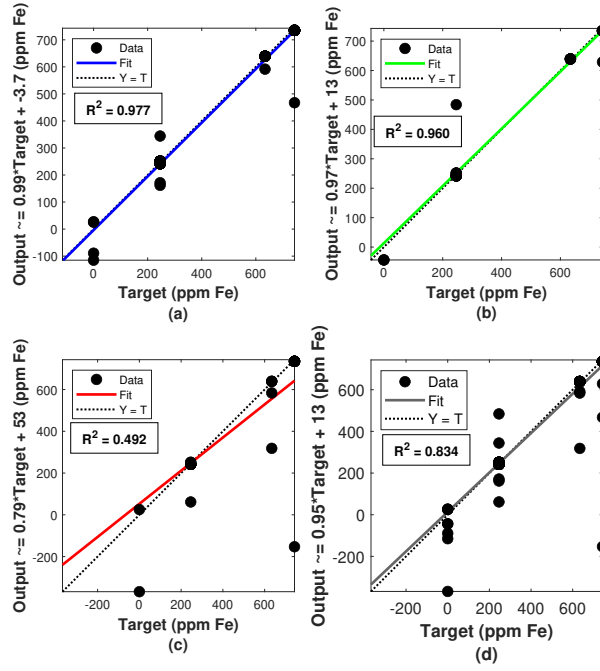 Output ~= 0.99*Target + -3.7 (ppm Fe)
700
600
500
400
300
200
100
0
-100
Data
Fit
Y = T
R² = 0.977
0
200
400
600
Target (ppm Fe)
(a)
Output ~= 0.97*Target + 13 (ppm Fe)
700
600
500
400
300
200
100
0
Data
Fit
Y = T
R² = 0.960
0
200
400
600
Target (ppm Fe)
(b)
Output ~= 0.79*Target + 53 (ppm Fe)
600
400
200
0
-200
Data
Fit
Y = T
R² = 0.492
-200
0
200
400
600
Target (ppm Fe)
(c)
Output ~= 0.95*Target + 13 (ppm Fe)
600
400
200
0
-200
Data
Fit
Y = T
R² = 0.834
-200
0
200
400
600
Target (ppm Fe)
(d)